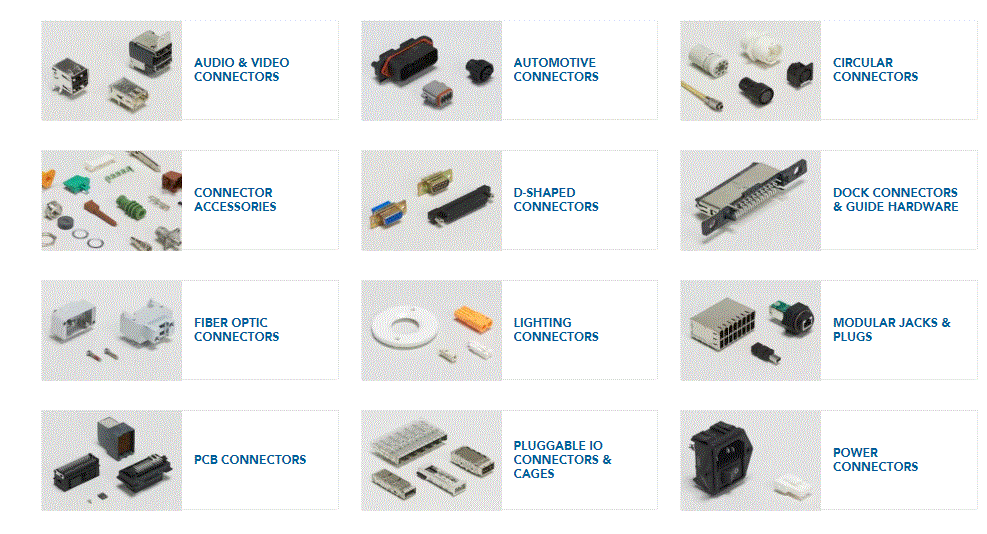 AUDIO & VIDEO
CONNECTORS
AUTOMOTIVE
CONNECTORS
CIRCULAR
CONNECTORS
CONNECTOR
ACCESSORIES
D-SHAPED
CONNECTORS
DOCK CONNECTORS
& GUIDE HARDWARE
FIBER OPTIC
CONNECTORS
LIGHTING
CONNECTORS
MODULAR JACKS &
PLUGS
PCB CONNECTORS
PLUGGABLE IO
CONNECTORS &
CAGES
POWER
CONNECTORS